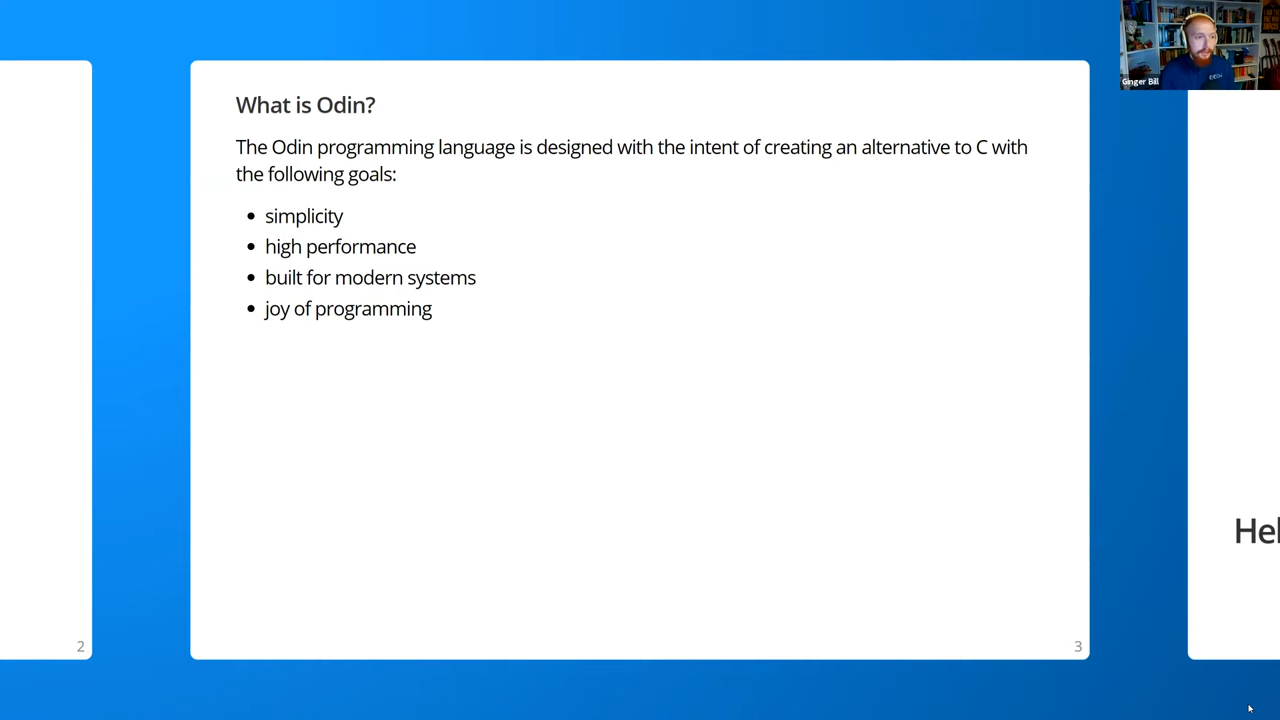 Ginger Bill
What is Odin?
The Odin programming language is designed with the intent of creating an alternative to C with
the following goals:
• simplicity
• high performance
• built for modern systems
• joy of programming
Hel
2
3